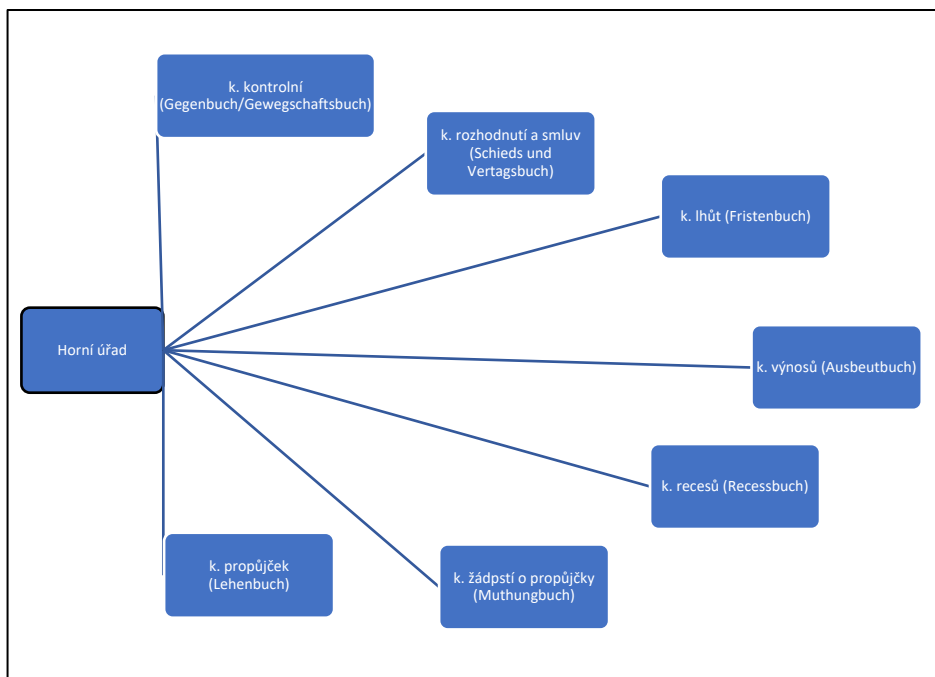 k. kontrolní
(Gegenbuch/Gewegschaftsbuch)
k. rozhodnutí a smluv
(Schieds und
Vertagsbuch)
k. lhůt (Fristenbuch)
Horní úřad
k. výnosů (Ausbeutbuch)
k. recesů (Recessbuch)
k. propůjček
(Lehenbuch)
k. žádpstí o propůjčky
(Muthungbuch)